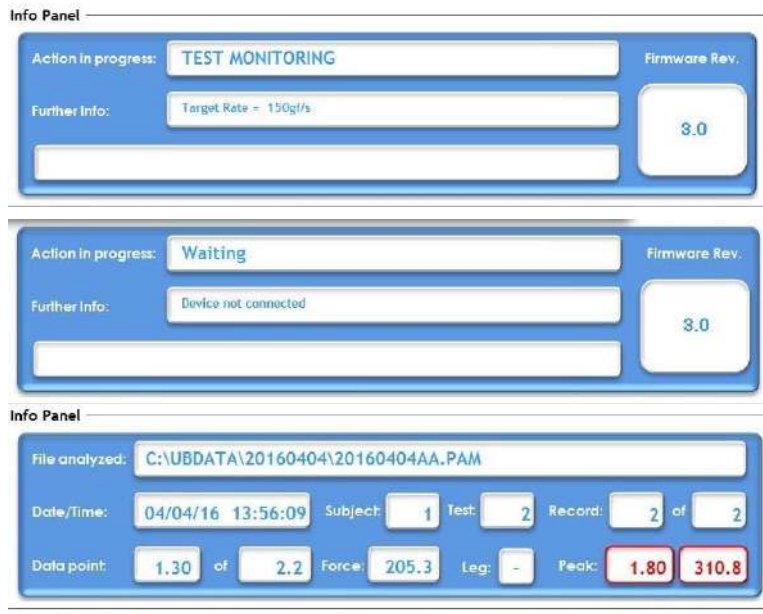 Info Panel
Action in progress: TEST MONITORING Firmware Rev.
Further Info: Target Rate = 150gf/s 3.0
Action in progress: Waiting Firmware Rev.
Further Info: Device not connected 3.0
Info Panel
File analyzed: C:\UBDATA\20160404\20160404AA.PAM
Date/Time: 04/04/16 13:56:09 Subject: 1 Test: 2 Record: 2 of 2
Data point: 1.30 of 2.2 Force: 205.3 Leg: - Peak: 1.80 310.8